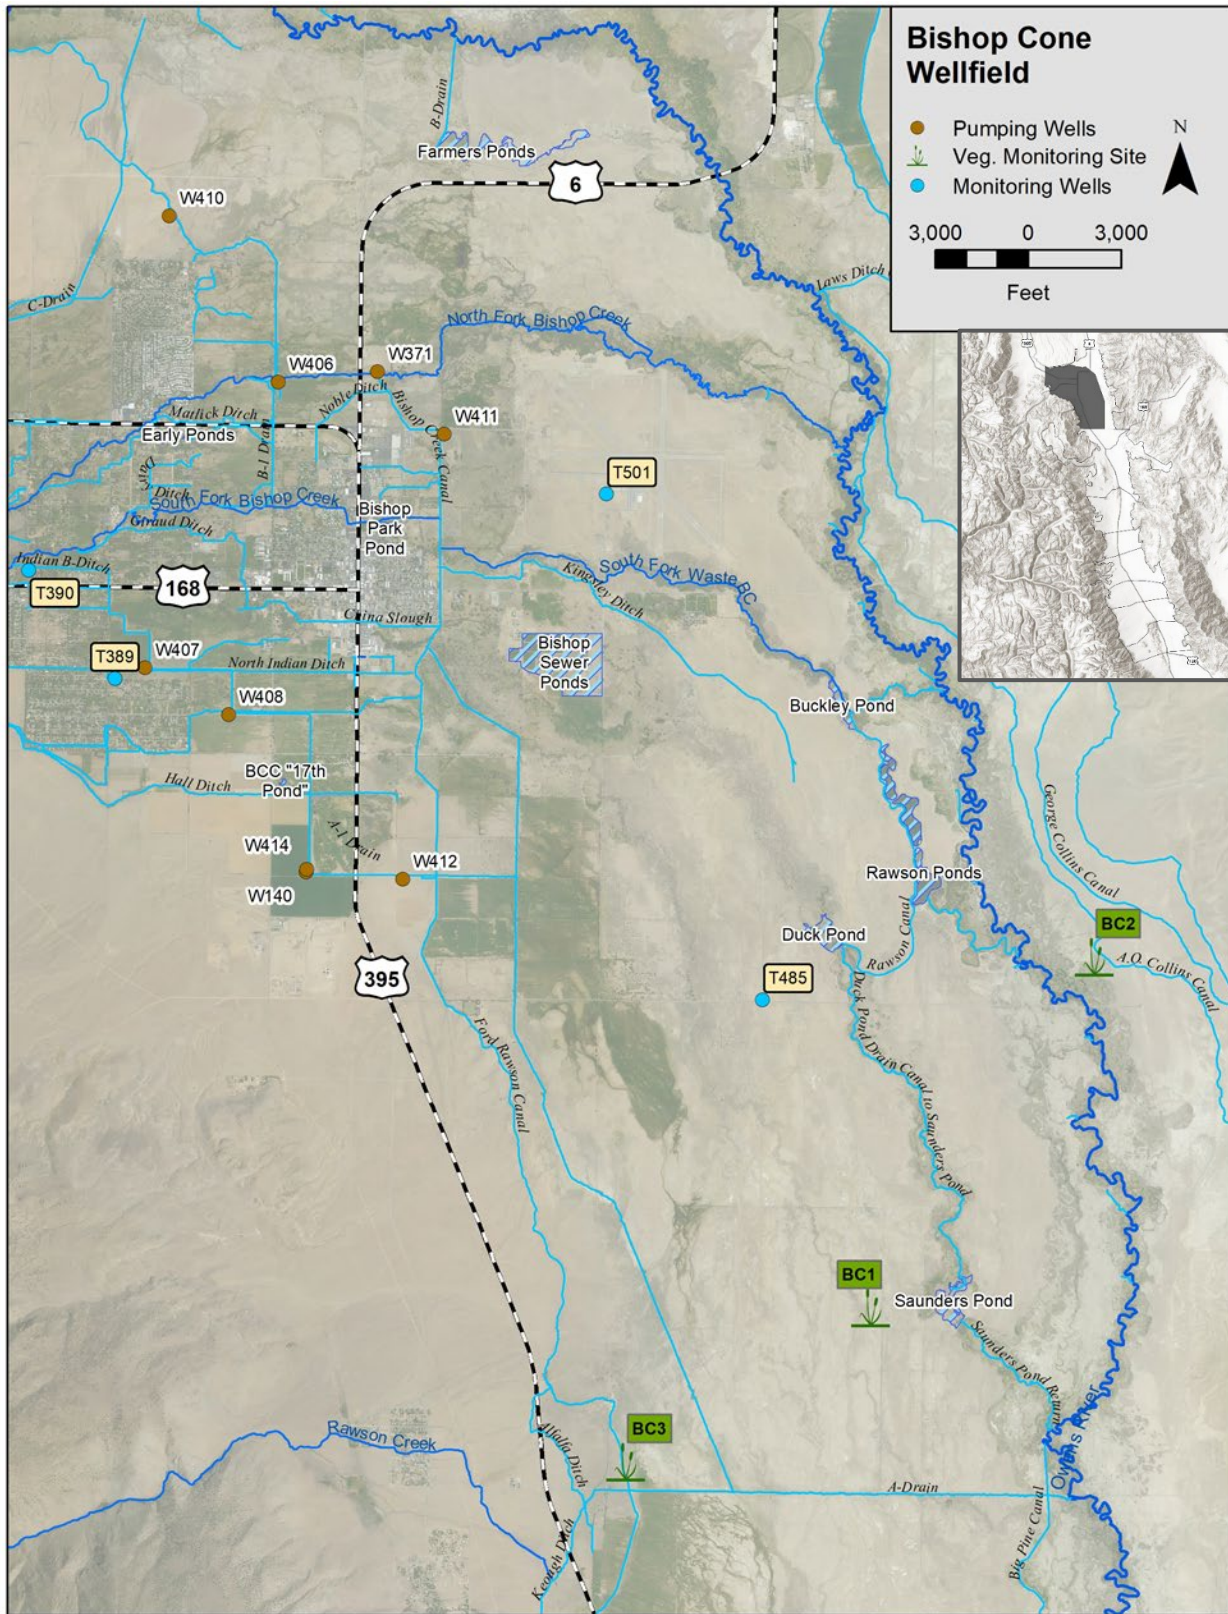 Bishop Cone
Wellfield
Pumping Wells
Veg. Monitoring Site
Monitoring Wells
N
3,000 0 3,000
Feet
B-Drain
Farmers Ponds
6
W410
C-Drain
Laws Ditch
North Fork Bishop Creek
W406
W371
Noble Ditch
Matlick Ditch
Bishop Creek Canal
W411
Early Ponds
B-1 Drain
T501
Ditch
South Fork Bishop Creek
Giraud Ditch
Bishop
Park
Pond
Indian B-Ditch
T390
168
South Fork Waste BC
Kingsley Ditch
China Slough
T389
W407
North Indian Ditch
Bishop
Sewer
Ponds
W408
Buckley Pond
BCC "17th
Pond"
Hall Ditch
George Collins Canal
A-1 Drain
W414
W412
W140
Rawson Ponds
BC2
Duck Pond
Rawson Canal
A.O. Collins Canal
395
T485
Duck Pond Drain Canal to Saunders Pond
Ford Rawson Canal
BC1
Saunders Pond
Saunders Pond Return
Owens River
Rawson Creek
Alfalfa Ditch
BC3
A-Drain
Keough Ditch
Big Pine Canal